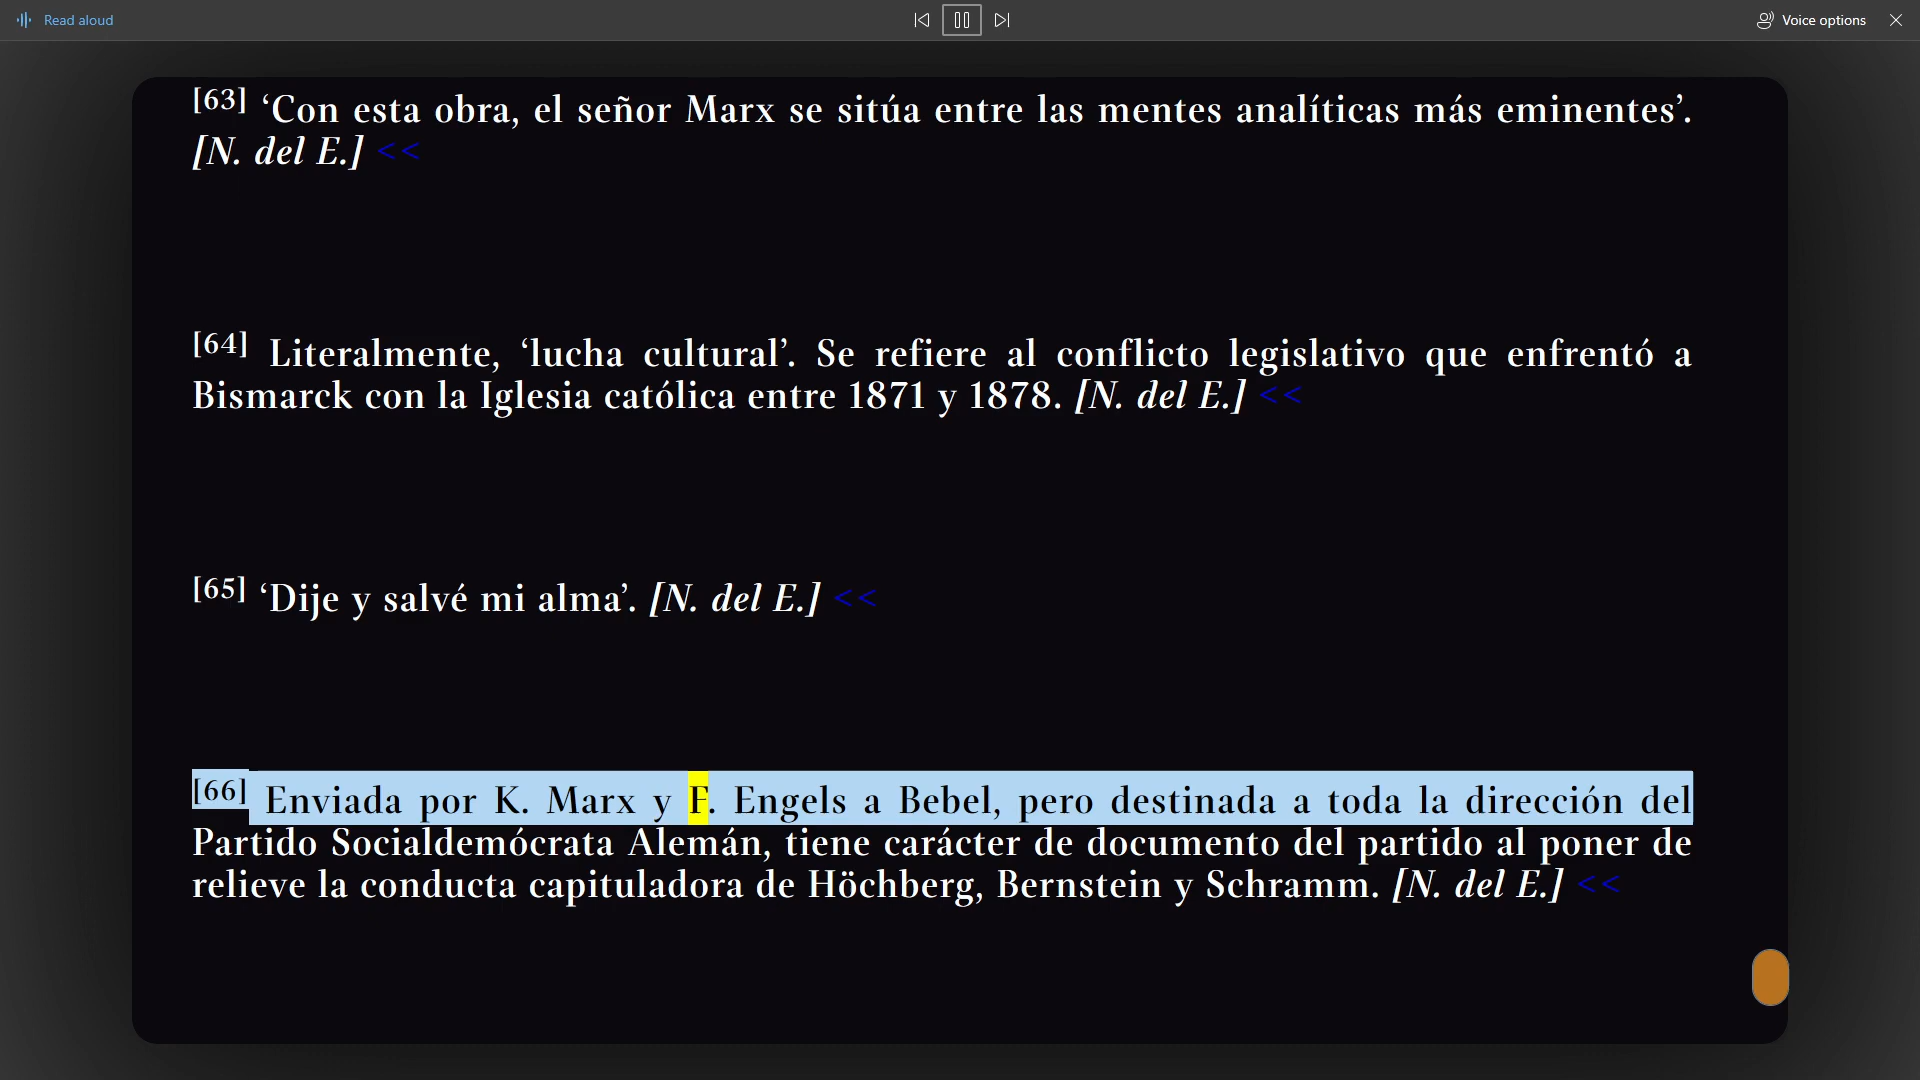 Read aloud
Voice options
[63] ‘Con esta obra, el señor Marx se sitúa entre las mentes analíticas más eminentes’.
[N. del E.] <<
[64] Literalmente, ‘lucha cultural’. Se refiere al conflicto legislativo que enfrentó a
Bismarck con la Iglesia católica entre 1871 y 1878. [N. del E.] <<
[65] ‘Dije y salvé mi alma’. [N. del E.] <<
[66] Enviada por K. Marx y F. Engels a Bebel, pero destinada a toda la dirección del
Partido Socialdemócrata Alemán, tiene carácter de documento del partido al poner de
relieve la conducta capituladora de Höchberg, Bernstein y Schramm. [N. del E.] <<